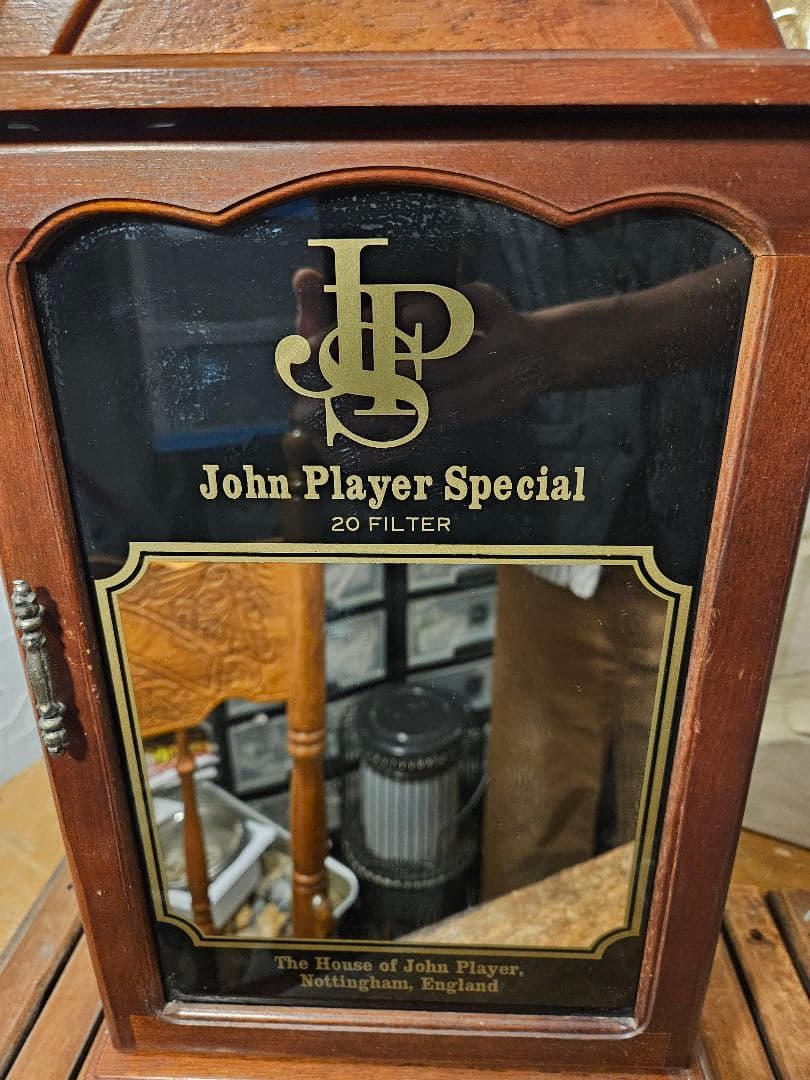 JPS
John Player Special
20 FILTER
The House of John Player,
Nottingham, England